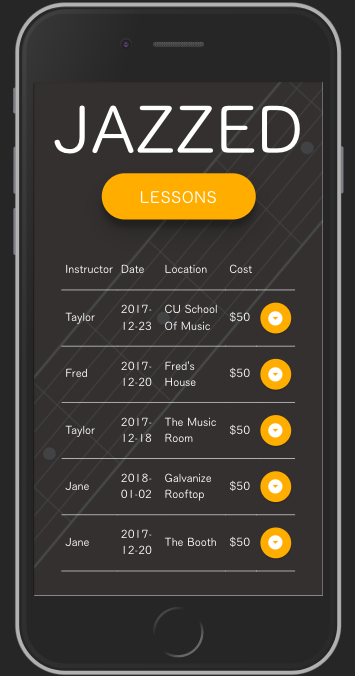 JAZZED
LESSONS
Instructor Date Location Cost
Taylor 2017-12-23 CU School Of Music $50
Fred 2017-12-20 Fred's House $50
Taylor 2017-12-18 The Music Room $50
Jane 2018-01-02 Galvanize Rooftop $50
Jane 2017-12-20 The Booth $50